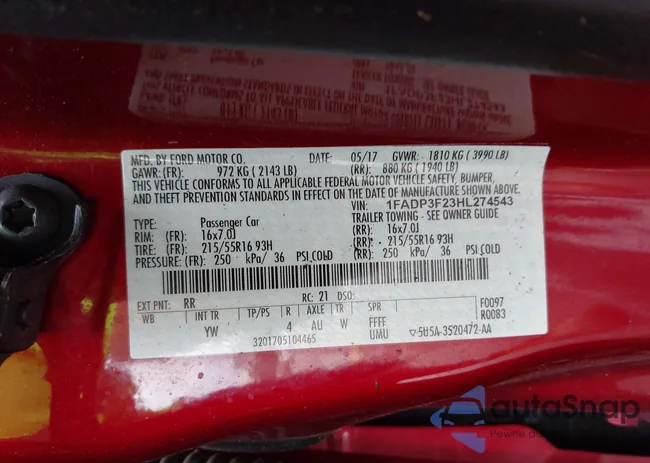 MFD. BY FORD MOTOR CO. DATE: 05/17 GVWR: 1810 KG ( 3990 LB)
GAWR: (FR): 972 KG ( 2143 LB) (RR): 880 KG ( 1940 LB)
THIS VEHICLE CONFORMS TO ALL APPLICABLE FEDERAL MOTOR VEHICLE SAFETY, BUMPER,
AND THEFT PREVENTION STANDARDS IN EFFECT ON THE DATE OF MANUFACTURE SHOWN ABOVE.
VIN: 1FADP3F23HL274543
TYPE: Passenger Car TRAILER TOWING - SEE OWNER GUIDE
RIM: (FR): 16x7.0J (RR): 16x7.0J
TIRE: (FR): 215/55R16 93H (RR): 215/55R16 93H
PRESSURE: (FR): 250 kPa/ 36 PSI, COLD (RR): 250 kPa/ 36 PSI, COLD
EXT PNT: RR RC: 21 DSO:
WB INT TR TP/PS R AXLE TR SPR F0097
YW 4 AU W FFFF R0083
UMU
3201705104465 5U5A-3520472-AA
autoSnap